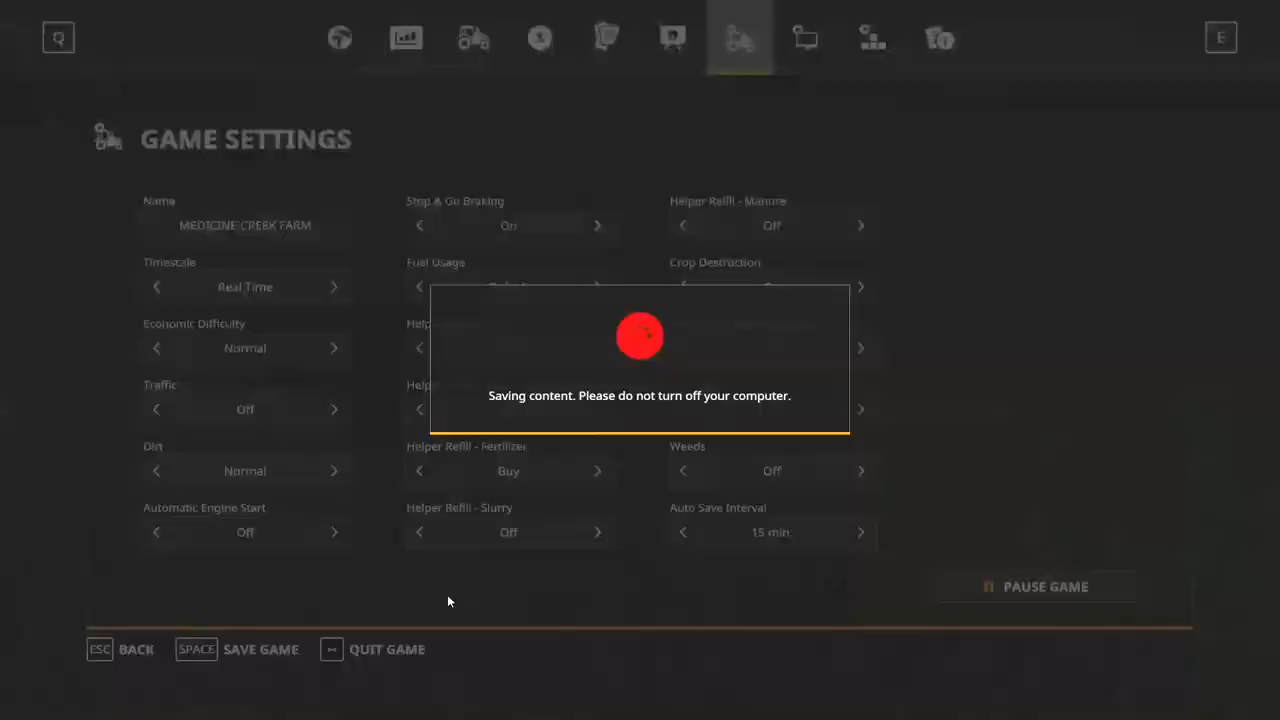 Q
E
GAME SETTINGS
Name
MEDICINE CREEK FARM
Timescale
Real Time
Economic Difficulty
Normal
Traffic
Off
Dirt
Normal
Automatic Engine Start
Off
Stop & Go Braking
On
Fuel Usage
Help
Help
Helper Refill - Fertilizer
Buy
Helper Refill - Slurry
Off
Helper Refill - Manure
Off
Crop Destruction
Weeds
Off
Auto Save Interval
15 min
Saving content. Please do not turn off your computer.
PAUSE GAME
ESC BACK SPACE SAVE GAME QUIT GAME